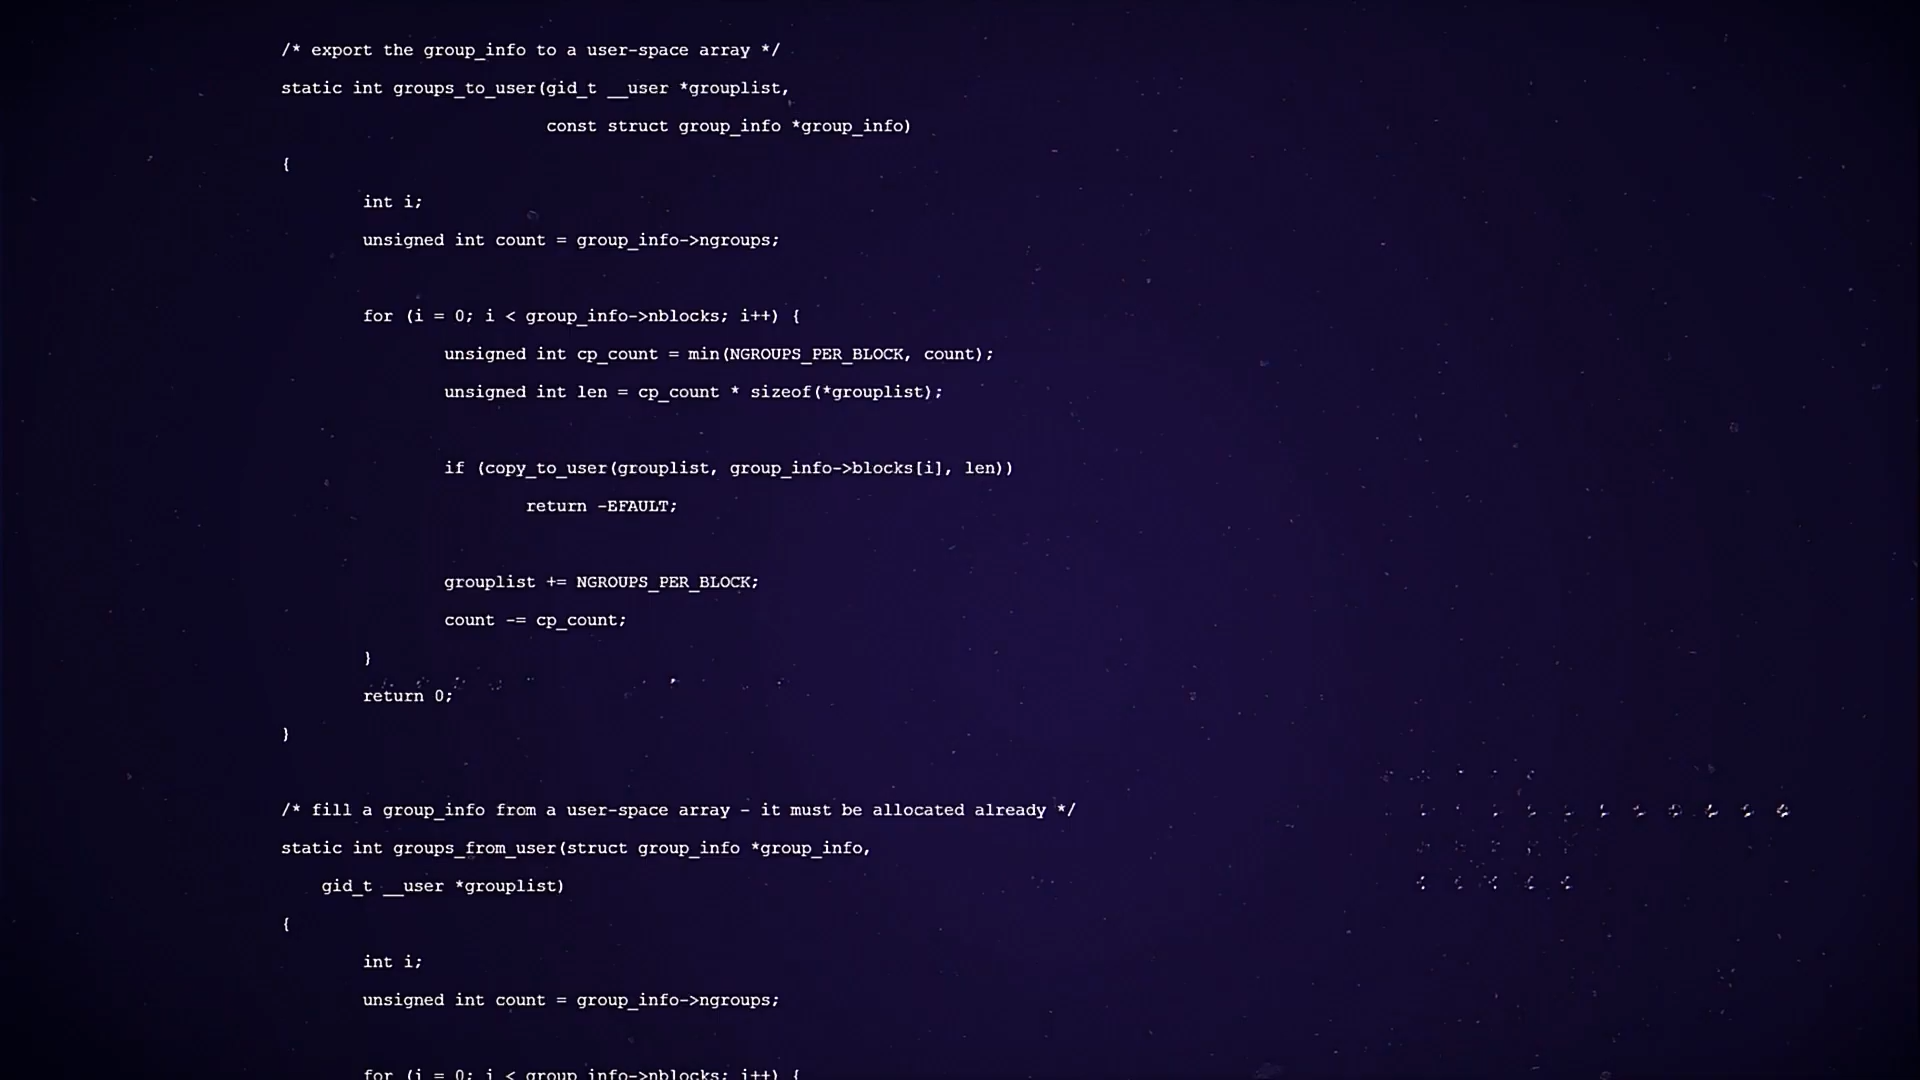 /* export the group_info to a user-space array */
static int groups_to_user(gid_t __user *grouplist,
const struct group_info *group_info)
{
int i;
unsigned int count = group_info->ngroups;
for (i = 0; i < group_info->nblocks; i++) {
unsigned int cp_count = min(NGROUPS_PER_BLOCK, count);
unsigned int len = cp_count * sizeof(*grouplist);
if (copy_to_user(grouplist, group_info->blocks[i], len))
return -EFAULT;
grouplist += NGROUPS_PER_BLOCK;
count -= cp_count;
}
return 0;
}
/* fill a group_info from a user-space array - it must be allocated already */
static int groups_from_user(struct group_info *group_info,
gid_t __user *grouplist)
{
int i;
unsigned int count = group_info->ngroups;
for (i = 0; i < group_info->nblocks; i++) {